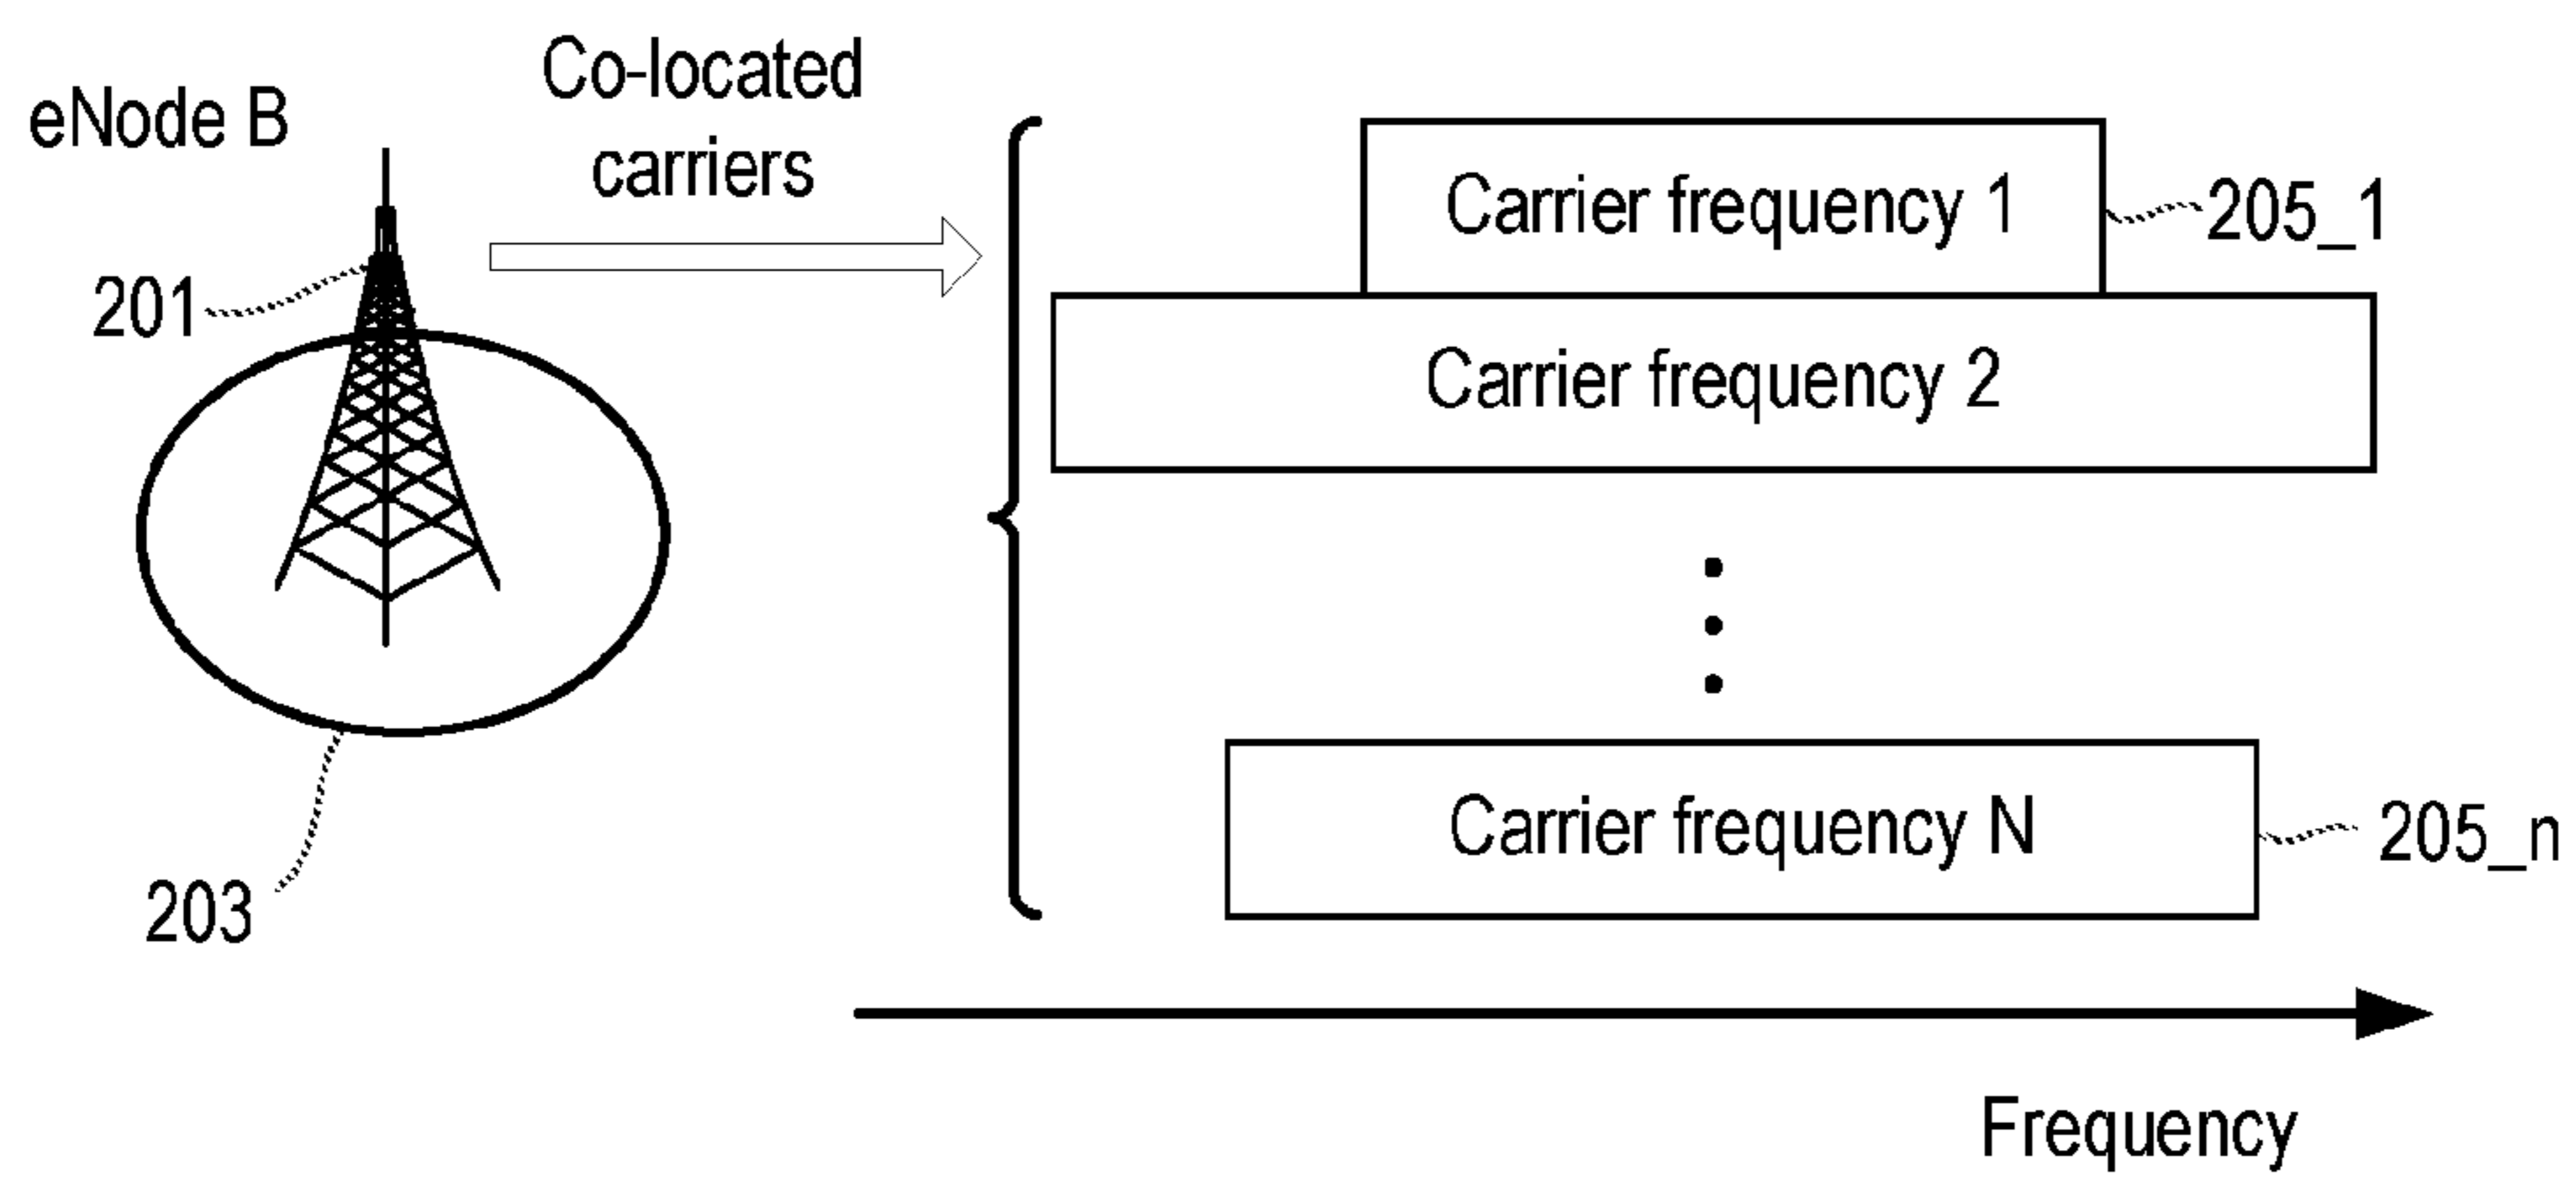 eNode B
Co-located
carriers
201
203
Carrier frequency 1
205_1
Carrier frequency 2
Carrier frequency N
205_n
Frequency